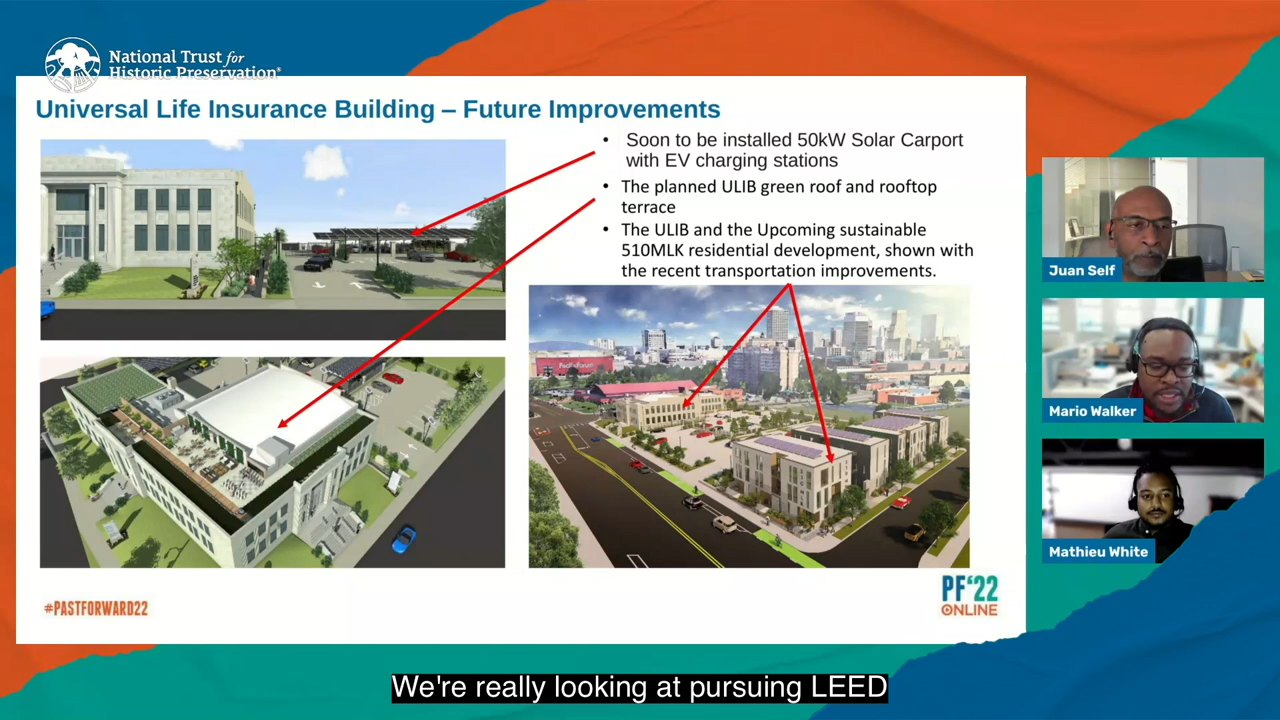 National Trust for
Historic Preservation®
Universal Life Insurance Building – Future Improvements
• Soon to be installed 50kW Solar Carport
with EV charging stations
• The planned ULIB green roof and rooftop
terrace
• The ULIB and the Upcoming sustainable
510MLK residential development, shown with
the recent transportation improvements.
FedExForum
Juan Self
Mario Walker
Mathieu White
#PASTFORWARD22
PF'22
ONLINE
We're really looking at pursuing LEED